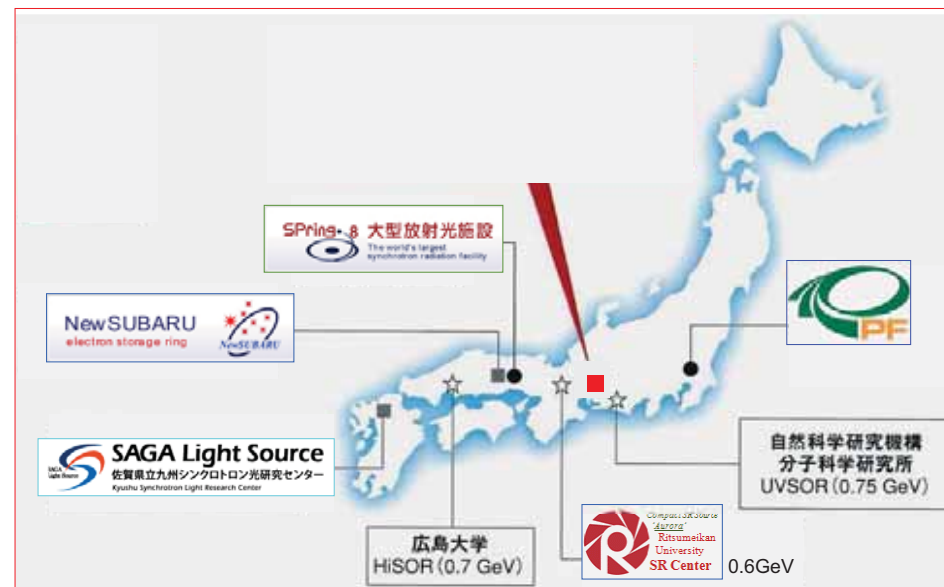 SPring-8 大型放射光施設
The world's largest
synchrotron radiation facility
NewSUBARU
electron storage ring
NewSUBARU
PF
SAGA Light Source
SAGA
Light Source
佐賀県立九州シンクロトロン光研究センター
Kyushu Synchrotron Light Research Center
自然科学研究機構
分子科学研究所
UVSOR(0.75 GeV)
広島大学
HiSOR(0.7 GeV)
Compact SR Source
'Aurora'
Ritsumeikan
University
SR Center
0.6GeV